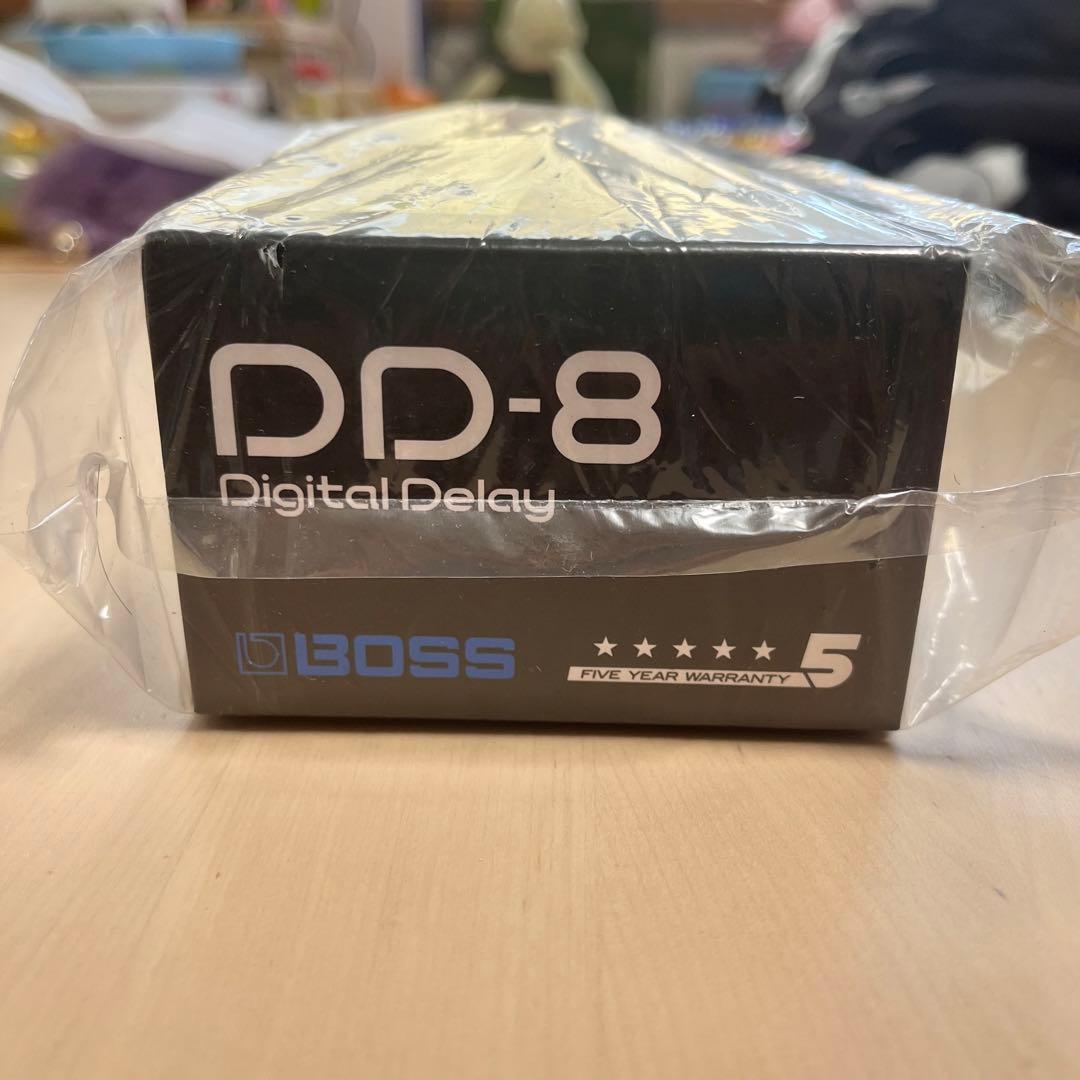 DD-8
Digital Delay
BOSS
5
FIVE YEAR WARRANTY